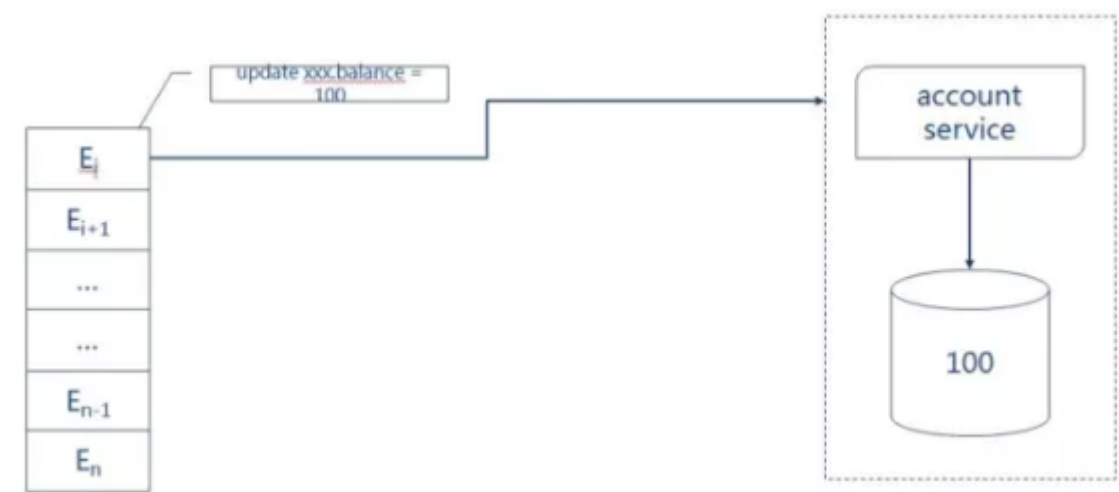 update xxx.balance =
100
Ei
Ei+1
...
...
En-1
En
account
service
100